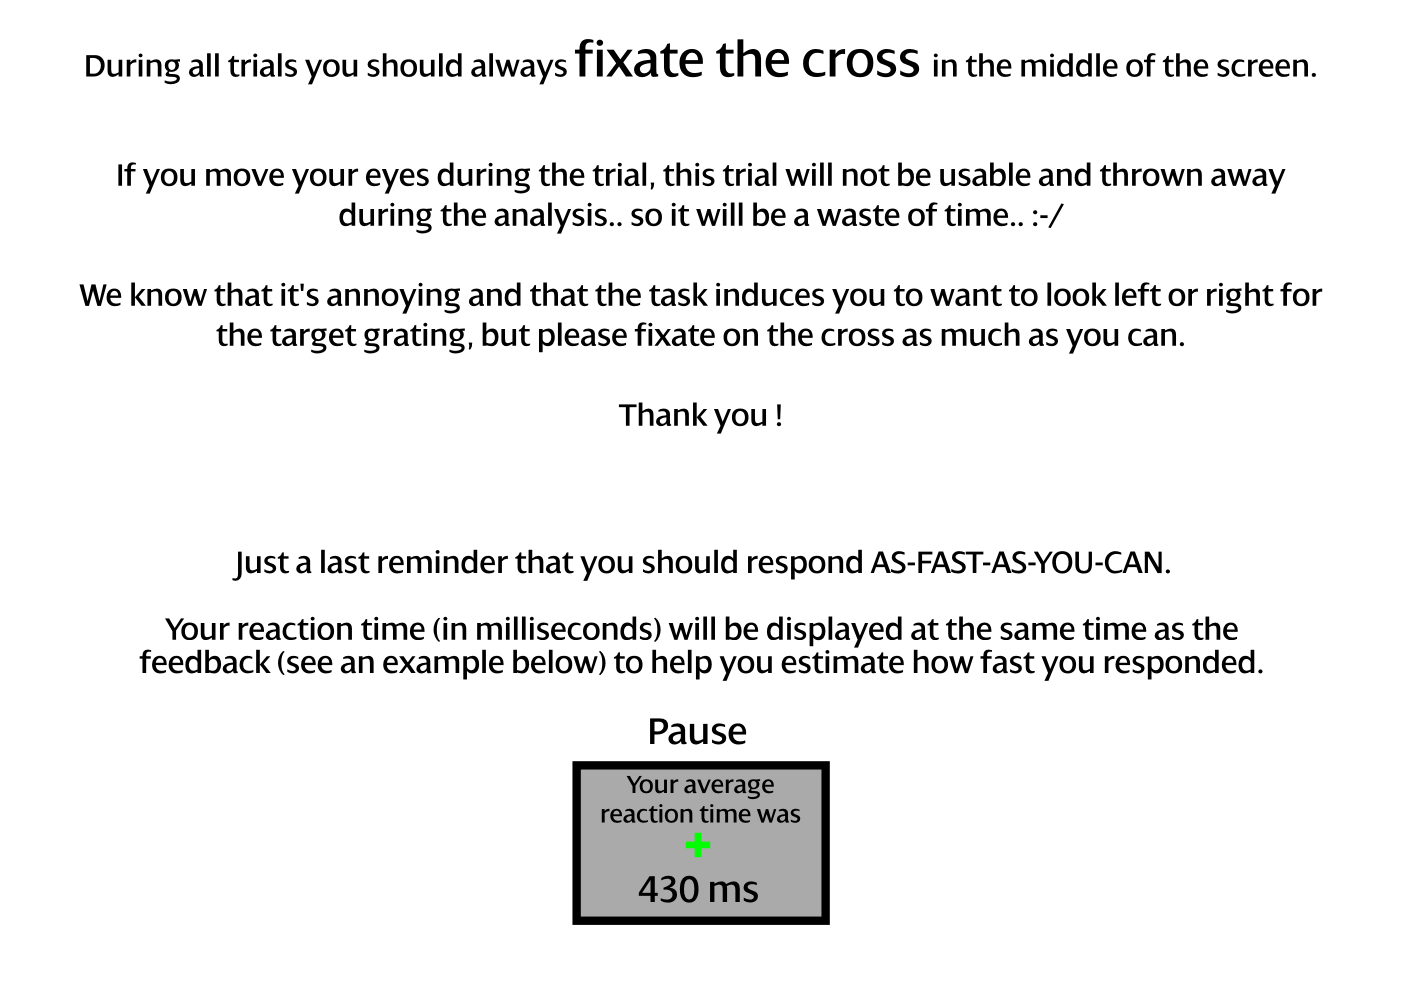 During all trials you should always fixate the cross in the middle of the screen.
If you move your eyes during the trial, this trial will not be usable and thrown away
during the analysis.. so it will be a waste of time.. :-/
We know that it's annoying and that the task induces you to want to look left or right for
the target grating, but please fixate on the cross as much as you can.
Thank you !
Just a last reminder that you should respond AS-FAST-AS-YOU-CAN.
Your reaction time (in milliseconds) will be displayed at the same time as the
feedback (see an example below) to help you estimate how fast you responded.
Pause
Your average
reaction time was
430 ms